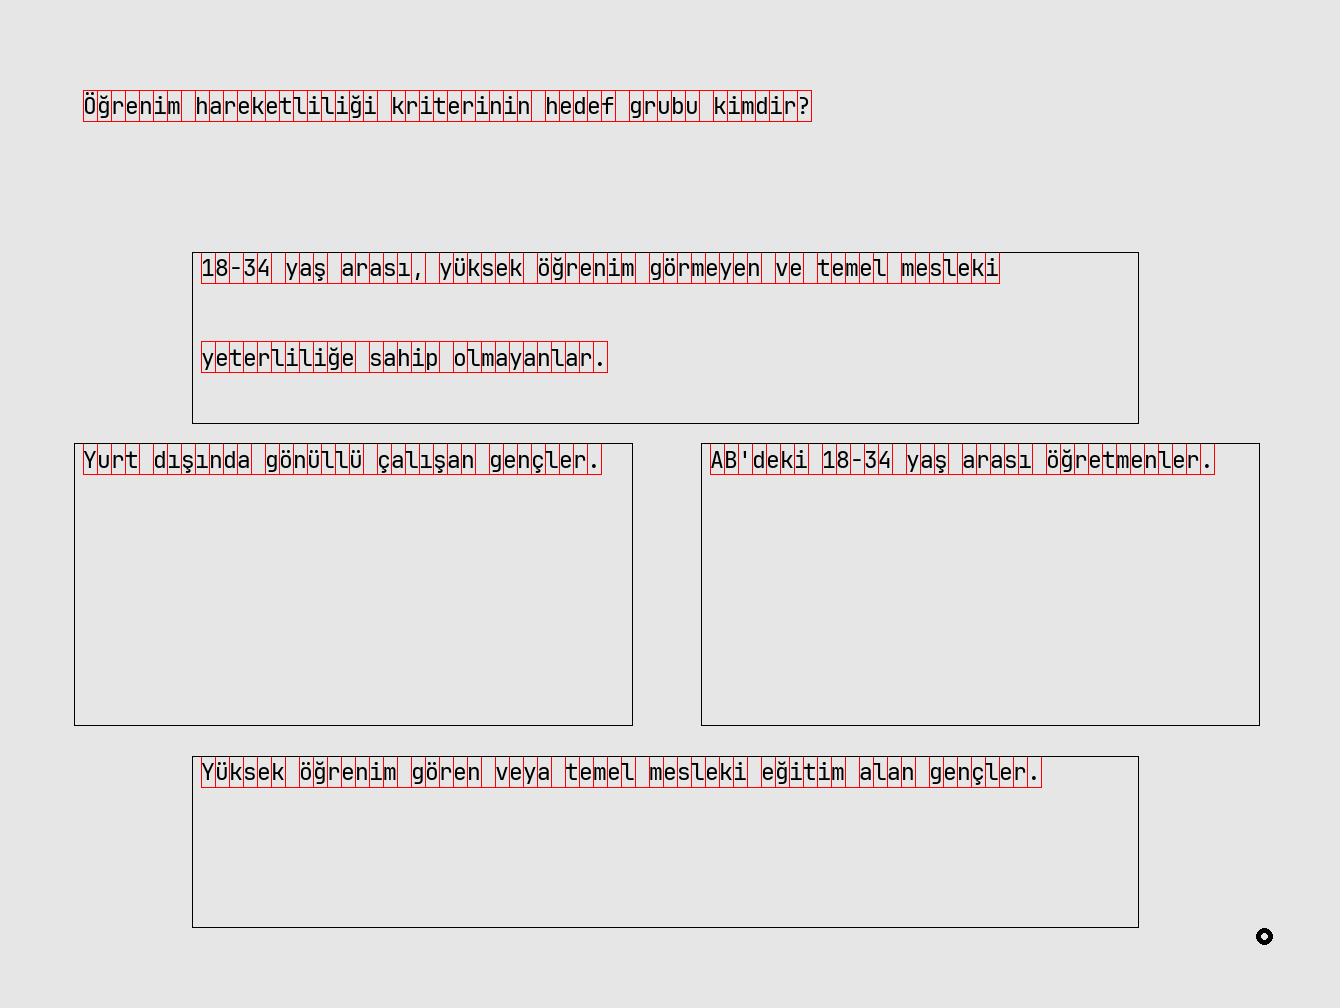 Öğrenim hareketliliği kriterinin hedef grubu kimdir?
18-34 yaş arası, yüksek öğrenim görmeyen ve temel mesleki
yeterliliğe sahip olmayanlar.
Yurt dışında gönüllü çalışan gençler.
AB'deki 18-34 yaş arası öğretmenler.
Yüksek öğrenim gören veya temel mesleki eğitim alan gençler.